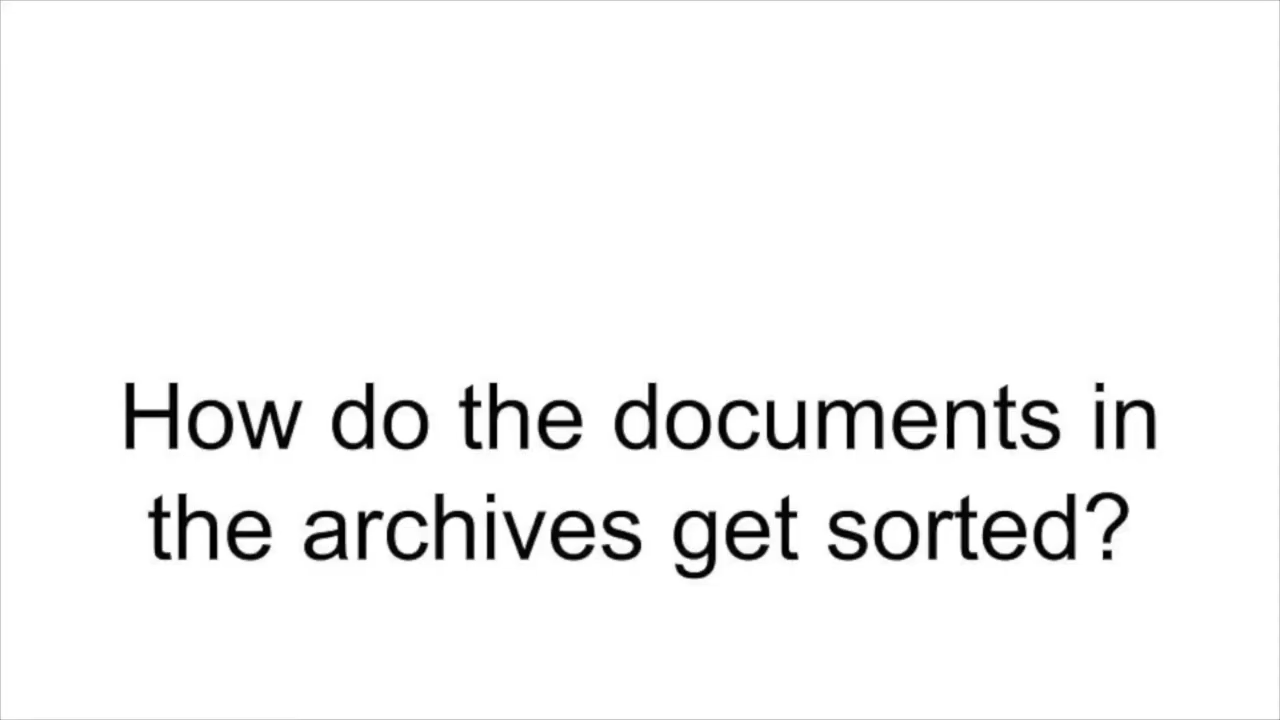 How do the documents in
the archives get sorted?